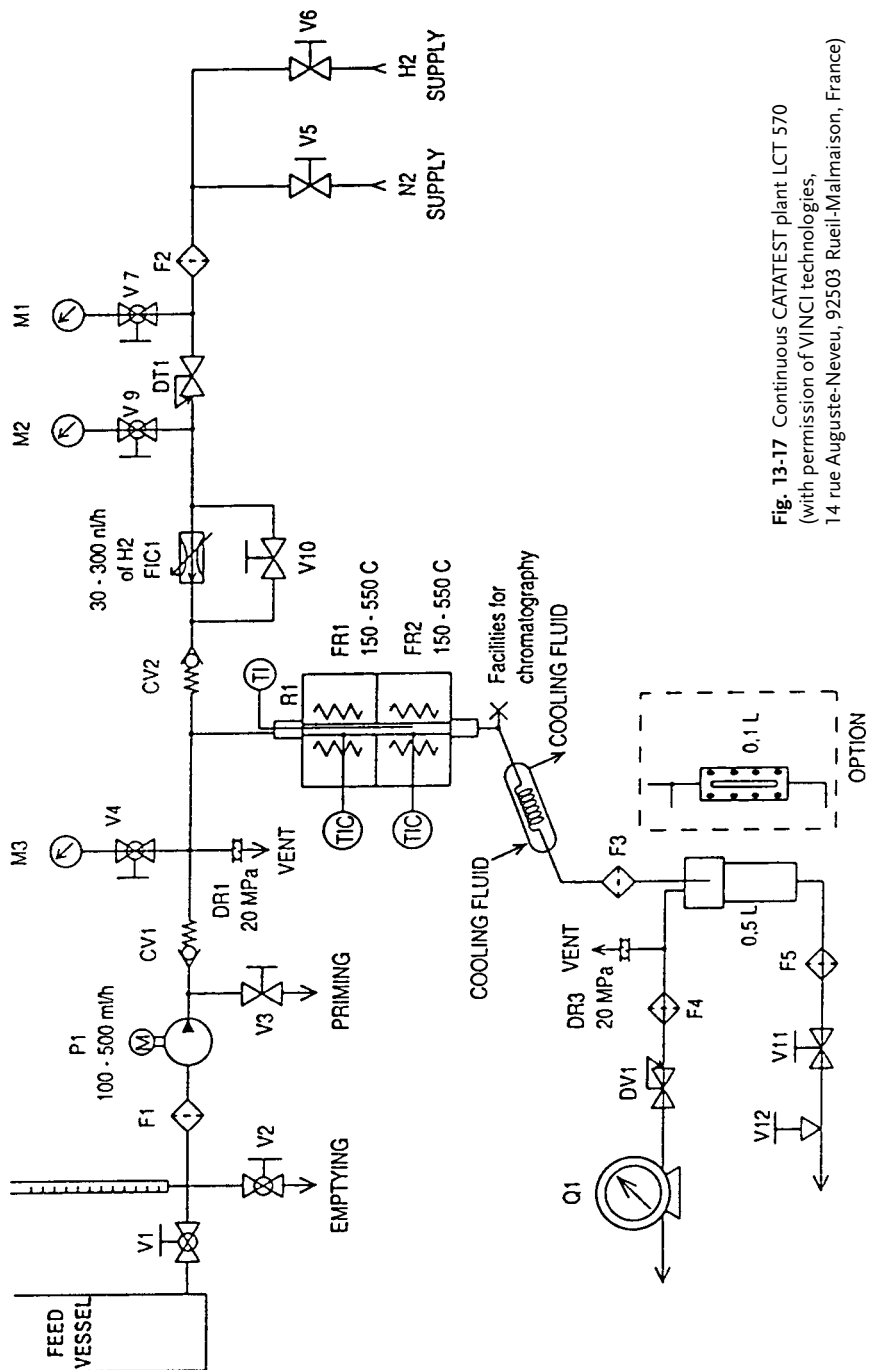 FEED
VESSEL
V1
EMPTYING
V2
F1
P1
100 - 500 ml/h
M
PRIMING
V3
CV1
M3
V4
DR1
20 MPa
VENT
CV2
30 - 300 nl/h
of H2
FIC1
V10
M2
V 9
DT1
M1
V 7
F2
N2
SUPPLY
V5
H2
SUPPLY
V6
TI
R1
FR1
150 - 550 C
FR2
150 - 550 C
TIC
TIC
Facilities for
chromatography
COOLING FLUID
COOLING FLUID
F3
0,5 L
DR3
20 MPa
VENT
F4
DV1
Q1
F5
V11
V12
0,1 L
OPTION
Fig. 13-17 Continuous CATATEST plant LCT 570
(with permission of VINCI technologies,
14 rue Auguste-Neveu, 92503 Rueil-Malmaison, France)